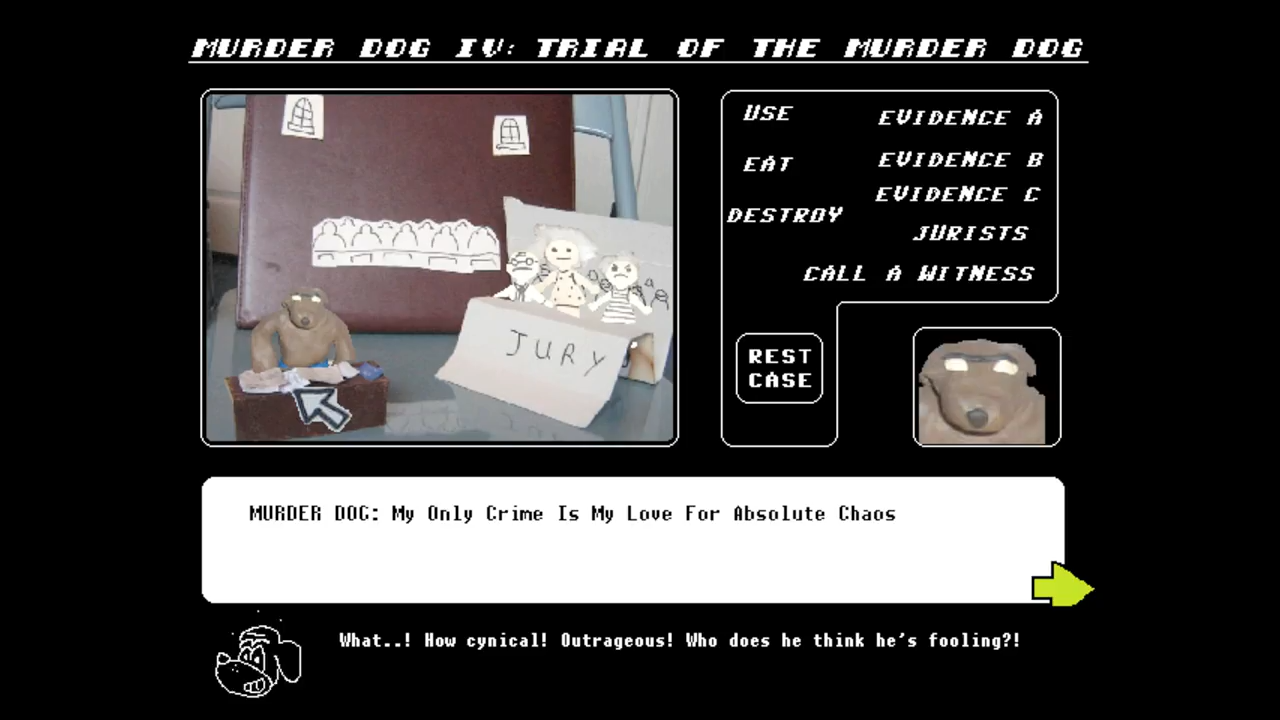 MURDER DOG IV: TRIAL OF THE MURDER DOG
USE
EAT
DESTROY
EVIDENCE A
EVIDENCE B
EVIDENCE C
JURISTS
CALL A WITNESS
JURY
REST
CASE
MURDER DOG: My Only Crime Is My Love For Absolute Chaos
What..! How cynical! Outrageous! Who does he think he's fooling?!